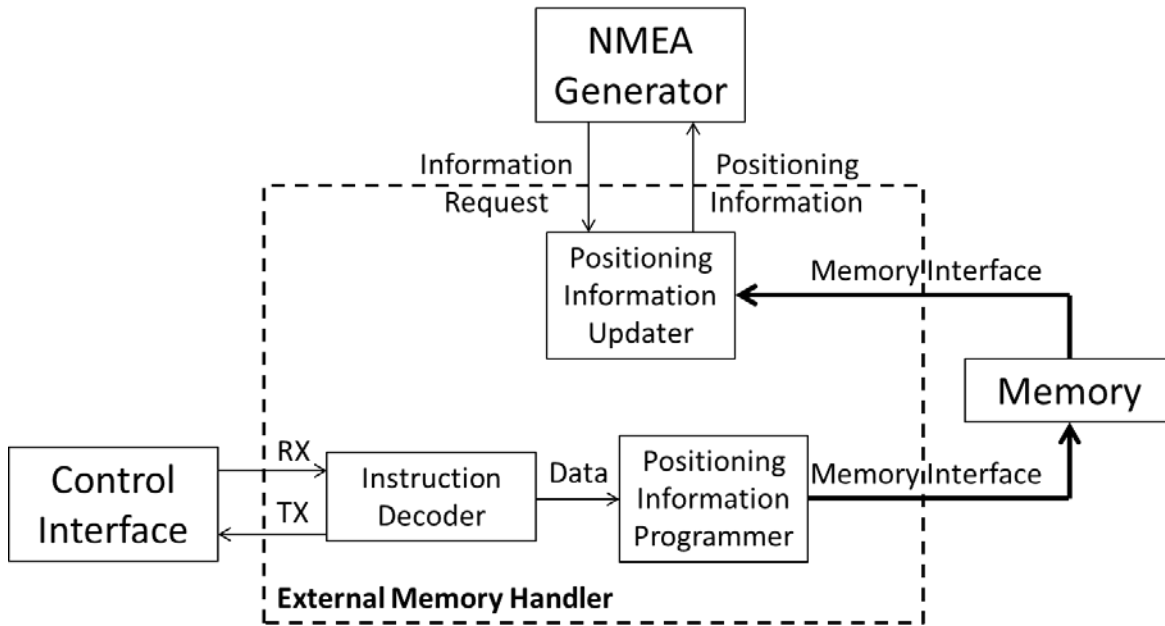 NMEA
Generator
Information
Request
Positioning
Information
Positioning
Information
Updater
Memory Interface
Memory
Control
Interface
RX
TX
Instruction
Decoder
Data
Positioning
Information
Programmer
Memory Interface
External Memory Handler